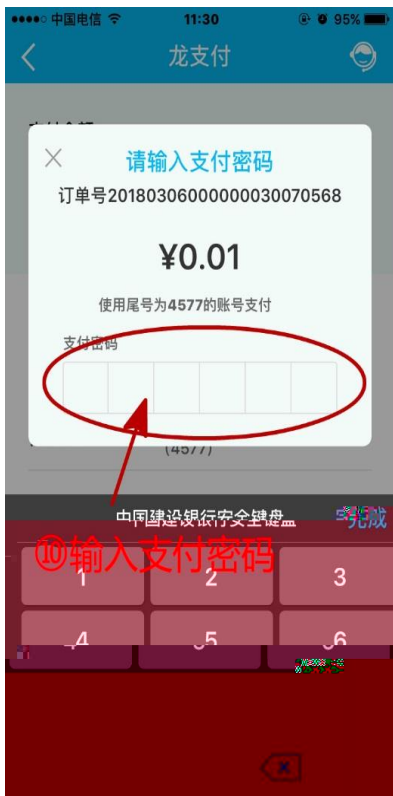 中国电信 11:30 95%
龙支付
请输入支付密码
订单号20180306000000030070568
¥0.01
使用尾号为4577的账号支付
支付密码
(4577)
中国建设银行安全键盘 完成
⑩输入支付密码
1 2 3
4 5 6